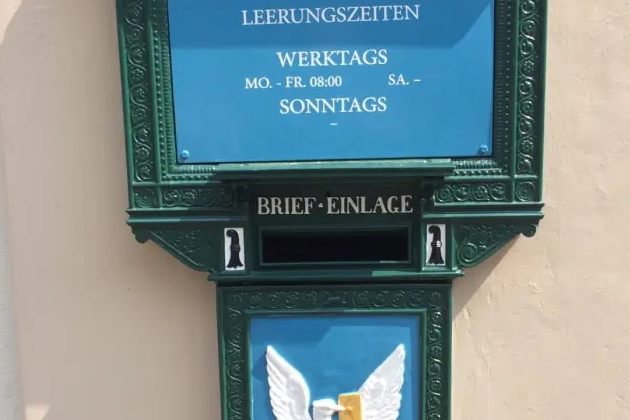 LEERUNGSZEITEN
WERKTAGS
MO. - FR. 08:00 SA. –
SONNTAGS
–
BRIEF-EINLAGE